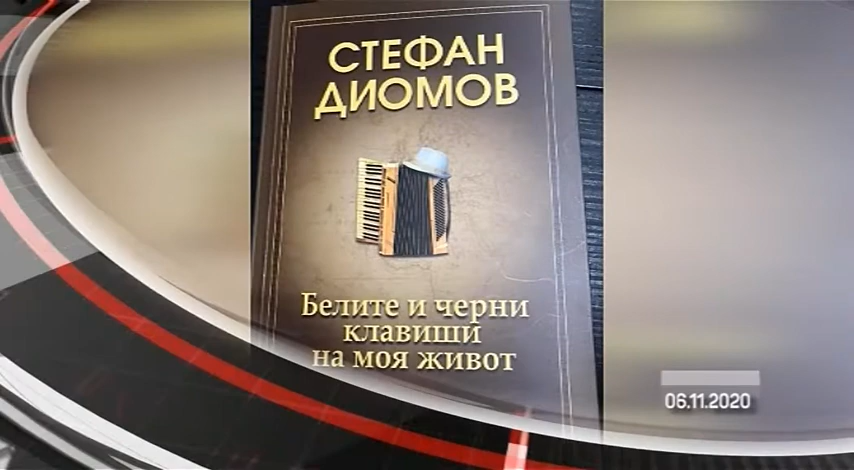 СТЕФАН
ДИОМОВ
Белите и черни
клавиши
на моя живот
06.11.2020